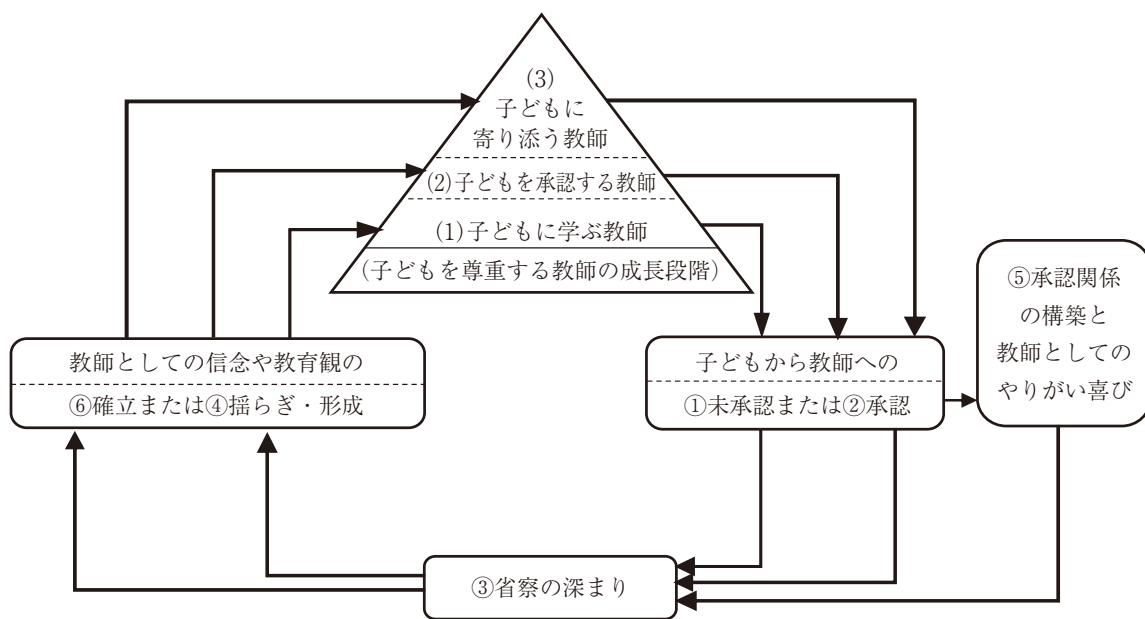 (3)
子どもに
寄り添う教師
(2)子どもを承認する教師
(1)子どもに学ぶ教師
(子どもを尊重する教師の成長段階)
教師としての信念や教育観の
⑥確立または④揺らぎ・形成
子どもから教師への
①未承認または②承認
⑤承認関係
の構築と
教師としての
やりがい喜び
③省察の深まり